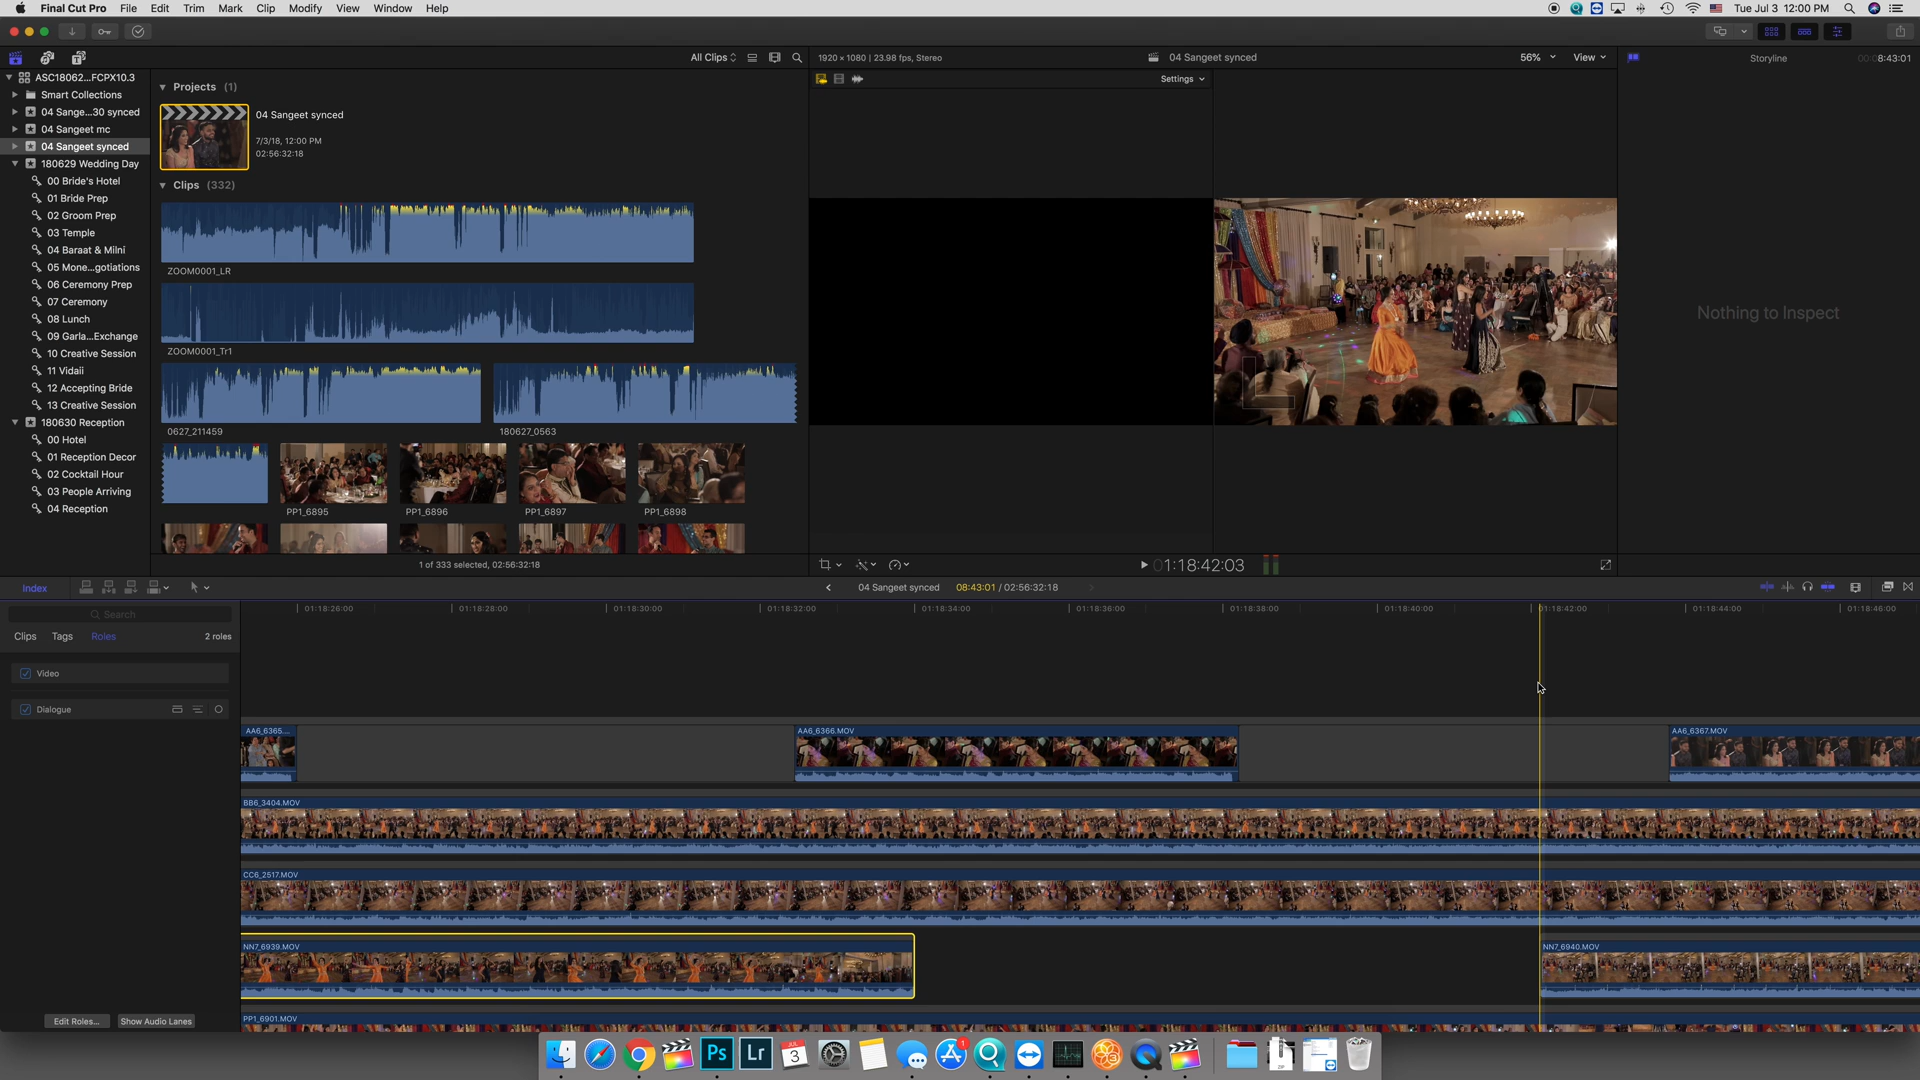 Final Cut Pro File Edit Trim Mark Clip Modify View Window Help Tue Jul 3 12:00 PM
All Clips 1920 × 1080 | 23.98 fps, Stereo 04 Sangeet synced 56% View Storyline 00:08:43:01
ASC18062...FCPX10.3
Smart Collections
04 Sange...30 synced
04 Sangeet mc
04 Sangeet synced
180629 Wedding Day
00 Bride's Hotel
01 Bride Prep
02 Groom Prep
03 Temple
04 Baraat & Milni
05 Mone...gotiations
06 Ceremony Prep
07 Ceremony
08 Lunch
09 Garla...Exchange
10 Creative Session
11 Vidaii
12 Accepting Bride
13 Creative Session
180630 Reception
00 Hotel
01 Reception Decor
02 Cocktail Hour
03 People Arriving
04 Reception
Projects (1)
04 Sangeet synced
7/3/18, 12:00 PM
02:56:32:18
Clips (332)
ZOOM0001_LR
ZOOM0001_Tr1
0627_211459 180627_0563
PP1_6895 PP1_6896 PP1_6897 PP1_6898
1 of 333 selected, 02:56:32:18
Settings
01:18:42:03
Nothing to Inspect
Index
04 Sangeet synced 08:43:01 / 02:56:32:18
Search
Clips Tags Roles 2 roles
Video
Dialogue
Edit Roles... Show Audio Lanes
01:18:26:00 01:18:28:00 01:18:30:00 01:18:32:00 01:18:34:00 01:18:36:00 01:18:38:00 01:18:40:00 01:18:42:00 01:18:44:00 01:18:46:00
AA6_6365... AA6_6366.MOV AA6_6367.MOV
BB6_3404.MOV
CC6_2517.MOV
NN7_6939.MOV NN7_6940.MOV
PP1_6901.MOV
Ps Lr JUL 3 1 ZIP